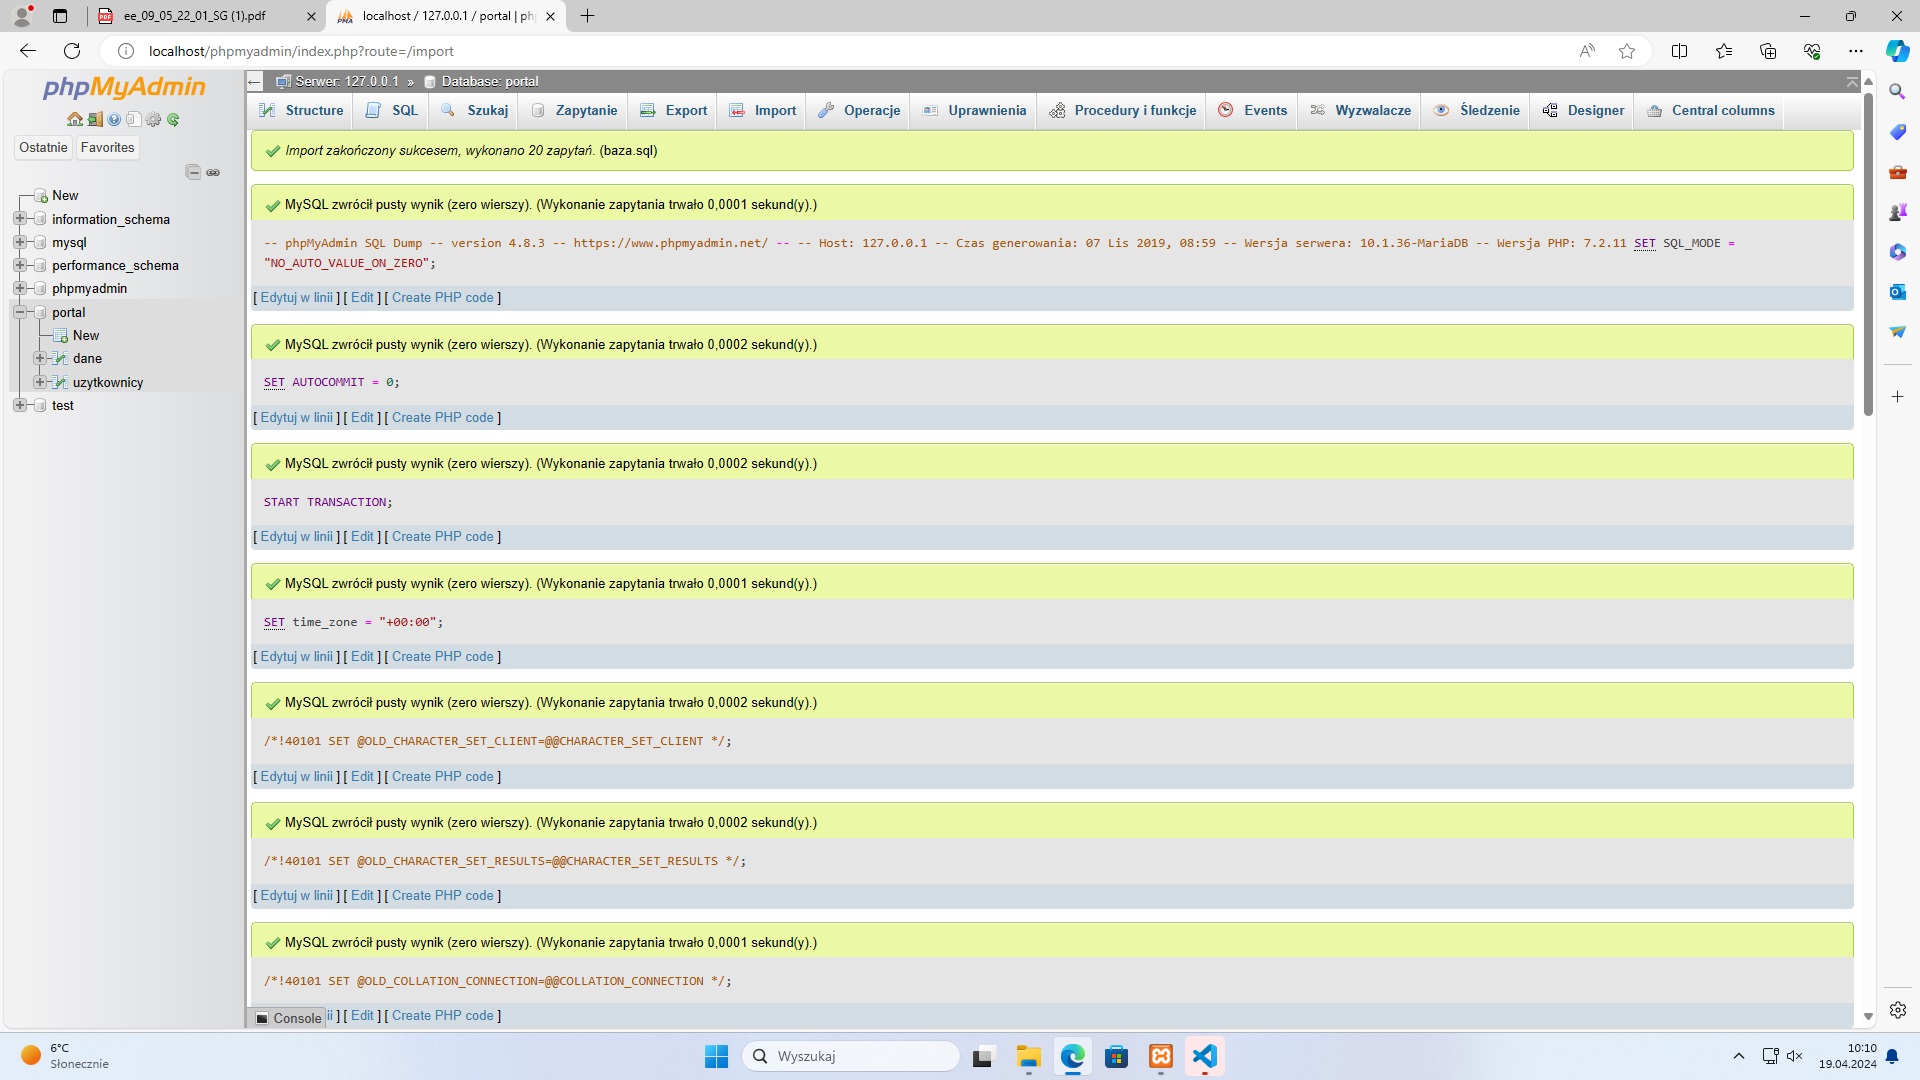 ee_09_05_22_01_SG (1).pdf
localhost / 127.0.0.1 / portal | ph
localhost/phpmyadmin/index.php?route=/import
phpMyAdmin
Ostatnie Favorites
New
information_schema
mysql
performance_schema
phpmyadmin
portal
New
dane
uzytkownicy
test
Serwer: 127.0.0.1 » Database: portal
Structure SQL Szukaj Zapytanie Export Import Operacje Uprawnienia Procedury i funkcje Events Wyzwalacze Śledzenie Designer Central columns
Import zakończony sukcesem, wykonano 20 zapytań. (baza.sql)
MySQL zwrócił pusty wynik (zero wierszy). (Wykonanie zapytania trwało 0,0001 sekund(y).)
-- phpMyAdmin SQL Dump -- version 4.8.3 -- https://www.phpmyadmin.net/ -- -- Host: 127.0.0.1 -- Czas generowania: 07 Lis 2019, 08:59 -- Wersja serwera: 10.1.36-MariaDB -- Wersja PHP: 7.2.11 SET SQL_MODE =
"NO_AUTO_VALUE_ON_ZERO";
[ Edytuj w linii ] [ Edit ] [ Create PHP code ]
MySQL zwrócił pusty wynik (zero wierszy). (Wykonanie zapytania trwało 0,0002 sekund(y).)
SET AUTOCOMMIT = 0;
[ Edytuj w linii ] [ Edit ] [ Create PHP code ]
MySQL zwrócił pusty wynik (zero wierszy). (Wykonanie zapytania trwało 0,0002 sekund(y).)
START TRANSACTION;
[ Edytuj w linii ] [ Edit ] [ Create PHP code ]
MySQL zwrócił pusty wynik (zero wierszy). (Wykonanie zapytania trwało 0,0001 sekund(y).)
SET time_zone = "+00:00";
[ Edytuj w linii ] [ Edit ] [ Create PHP code ]
MySQL zwrócił pusty wynik (zero wierszy). (Wykonanie zapytania trwało 0,0002 sekund(y).)
/*!40101 SET @OLD_CHARACTER_SET_CLIENT=@@CHARACTER_SET_CLIENT */;
[ Edytuj w linii ] [ Edit ] [ Create PHP code ]
MySQL zwrócił pusty wynik (zero wierszy). (Wykonanie zapytania trwało 0,0002 sekund(y).)
/*!40101 SET @OLD_CHARACTER_SET_RESULTS=@@CHARACTER_SET_RESULTS */;
[ Edytuj w linii ] [ Edit ] [ Create PHP code ]
MySQL zwrócił pusty wynik (zero wierszy). (Wykonanie zapytania trwało 0,0001 sekund(y).)
/*!40101 SET @OLD_COLLATION_CONNECTION=@@COLLATION_CONNECTION */;
Console ii ] [ Edit ] [ Create PHP code ]
6°C
Słonecznie
Wyszukaj
10:10
19.04.2024